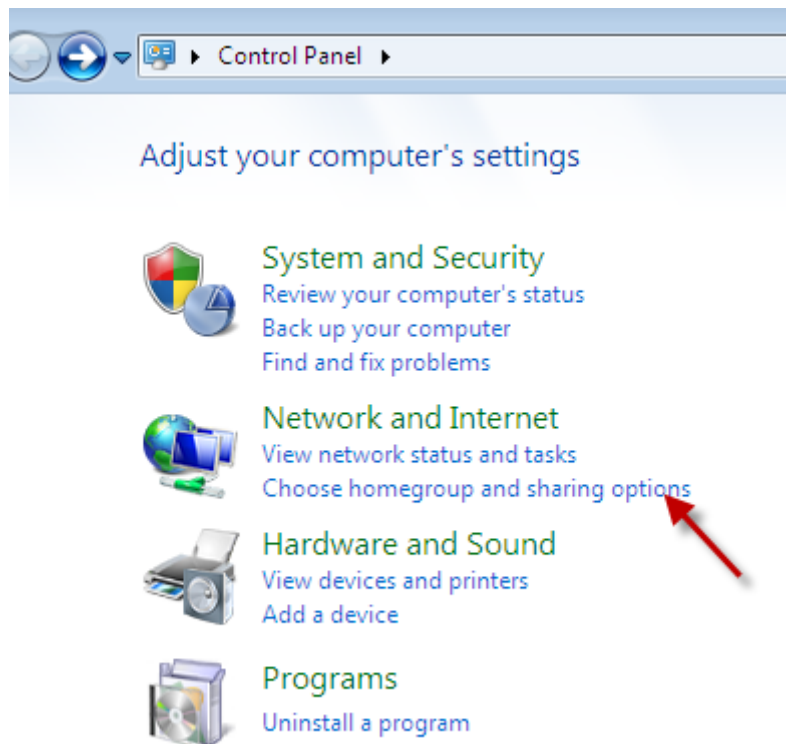 Control Panel
Adjust your computer's settings
System and Security
Review your computer's status
Back up your computer
Find and fix problems
Network and Internet
View network status and tasks
Choose homegroup and sharing options
Hardware and Sound
View devices and printers
Add a device
Programs
Uninstall a program